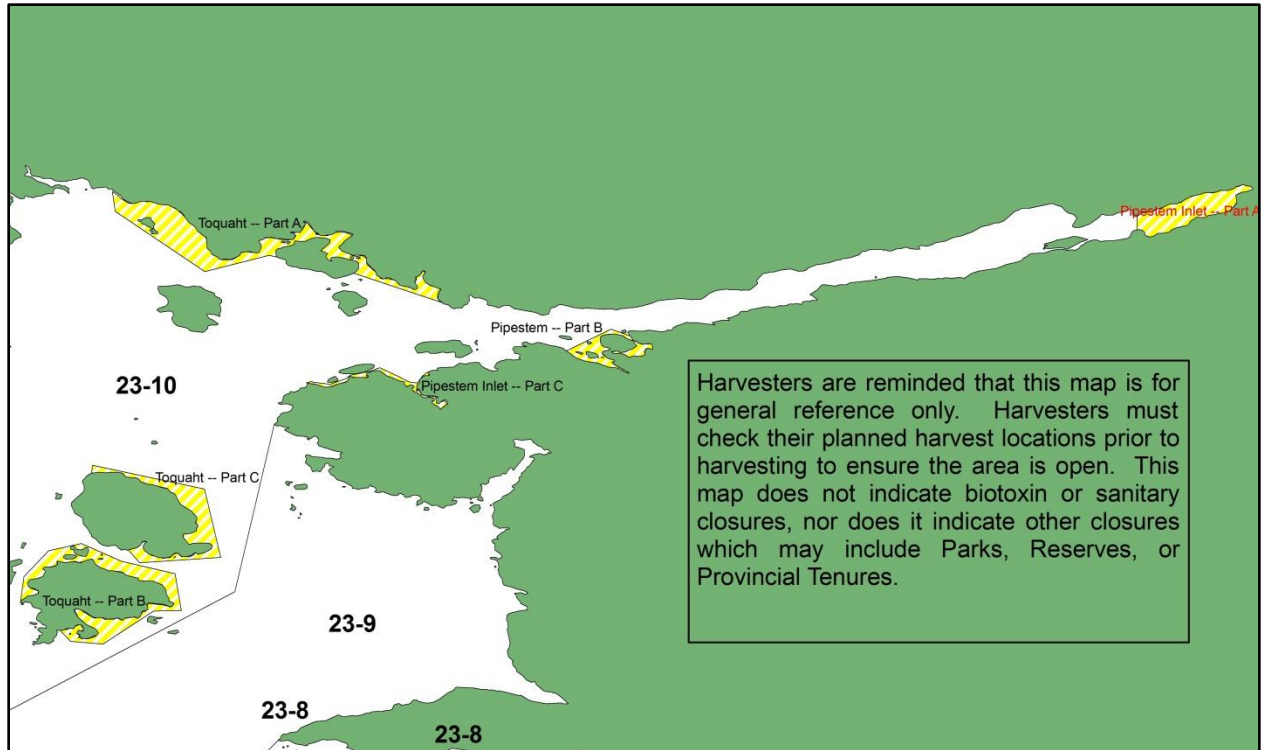 Toquaht -- Part A
Pipestem Inlet -- Part A
Pipestem -- Part B
23-10
Pipestem Inlet -- Part C
Harvesters are reminded that this map is for
general reference only. Harvesters must
check their planned harvest locations prior to
harvesting to ensure the area is open. This
map does not indicate biotoxin or sanitary
closures, nor does it indicate other closures
which may include Parks, Reserves, or
Provincial Tenures.
Toquaht -- Part C
Toquaht -- Part B
23-9
23-8
23-8